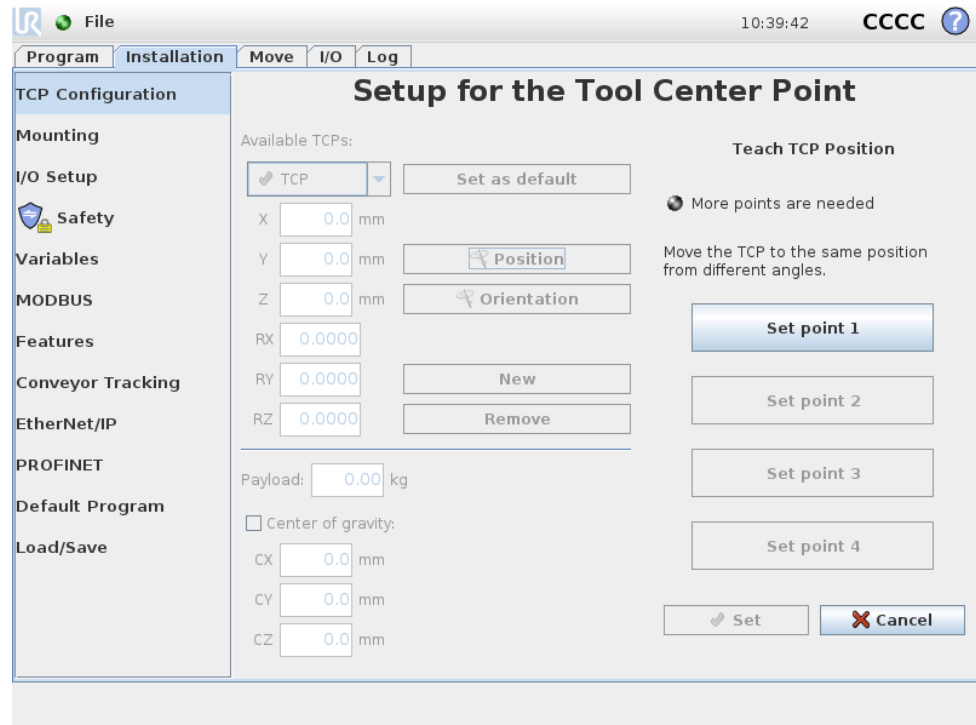 UR File 10:39:42 CCCC ?
Program Installation Move I/O Log
TCP Configuration
Mounting
I/O Setup
Safety
Variables
MODBUS
Features
Conveyor Tracking
EtherNet/IP
PROFINET
Default Program
Load/Save
Setup for the Tool Center Point
Available TCPs:
TCP Set as default
X 0.0 mm
Y 0.0 mm Position
Z 0.0 mm Orientation
RX 0.0000
RY 0.0000 New
RZ 0.0000 Remove
Payload: 0.00 kg
Center of gravity:
CX 0.0 mm
CY 0.0 mm
CZ 0.0 mm
Teach TCP Position
More points are needed
Move the TCP to the same position
from different angles.
Set point 1
Set point 2
Set point 3
Set point 4
Set Cancel